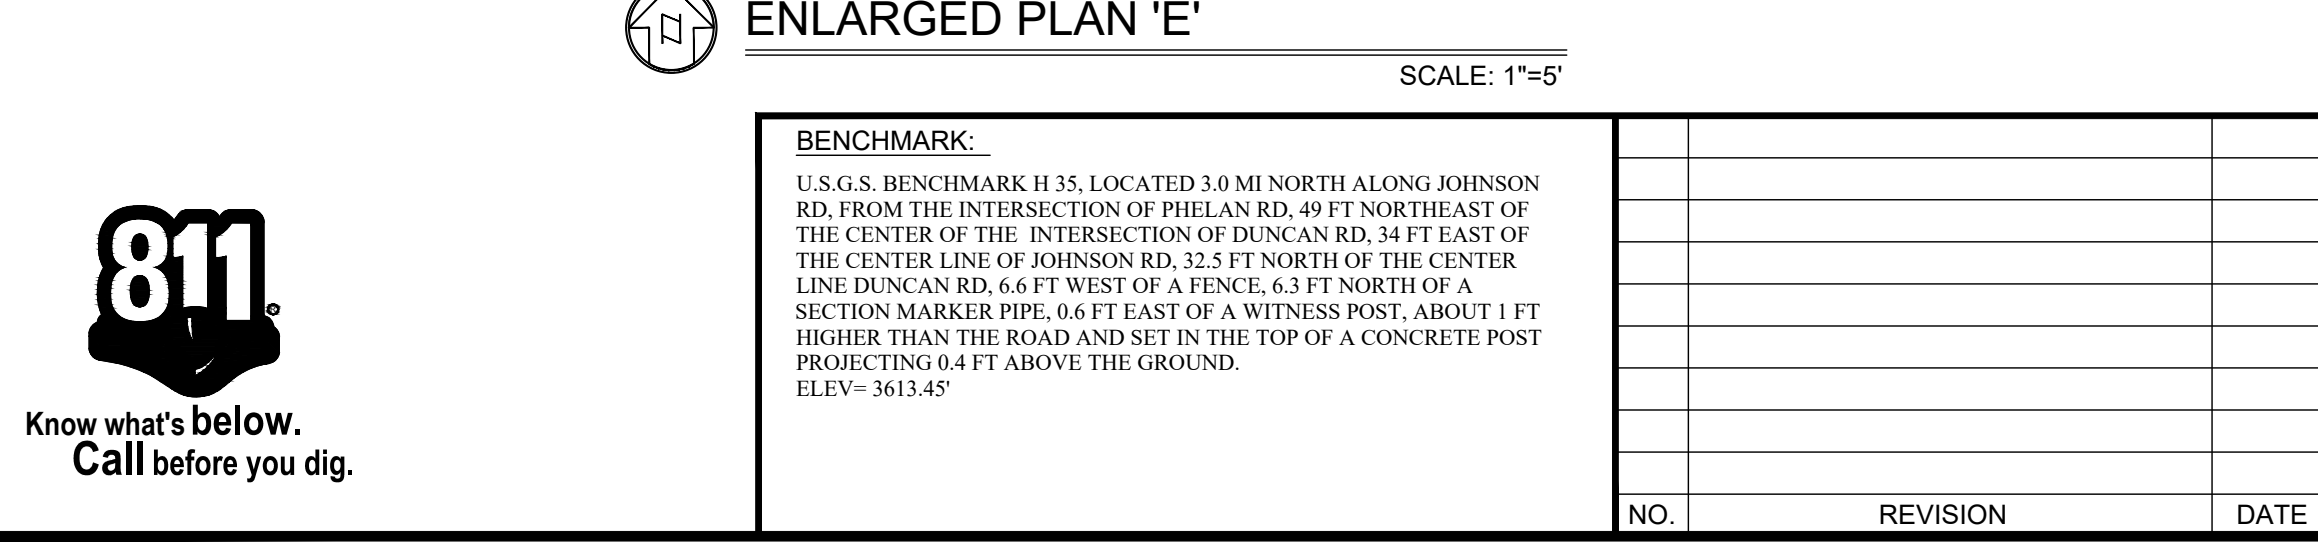 ENLARGED PLAN 'E'
SCALE: 1"=5'
811
Know what's below.
Call before you dig.
BENCHMARK:
U.S.G.S. BENCHMARK H 35, LOCATED 3.0 MI NORTH ALONG JOHNSON
RD, FROM THE INTERSECTION OF PHELAN RD, 49 FT NORTHEAST OF
THE CENTER OF THE INTERSECTION OF DUNCAN RD, 34 FT EAST OF
THE CENTER LINE OF JOHNSON RD, 32.5 FT NORTH OF THE CENTER
LINE DUNCAN RD, 6.6 FT WEST OF A FENCE, 6.3 FT NORTH OF A
SECTION MARKER PIPE, 0.6 FT EAST OF A WITNESS POST, ABOUT 1 FT
HIGHER THAN THE ROAD AND SET IN THE TOP OF A CONCRETE POST
PROJECTING 0.4 FT ABOVE THE GROUND.
ELEV= 3613.45'
NO. REVISION DATE